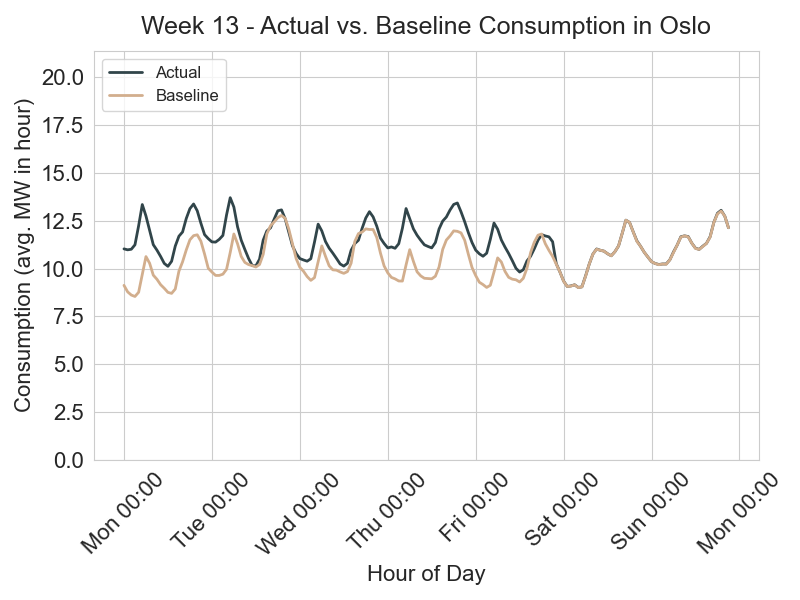 Week 13 - Actual vs. Baseline Consumption in Oslo
Actual
Baseline
Consumption (avg. MW in hour)
20.0
17.5
15.0
12.5
10.0
7.5
5.0
2.5
0.0
Mon 00:00
Tue 00:00
Wed 00:00
Thu 00:00
Fri 00:00
Sat 00:00
Sun 00:00
Mon 00:00
Hour of Day